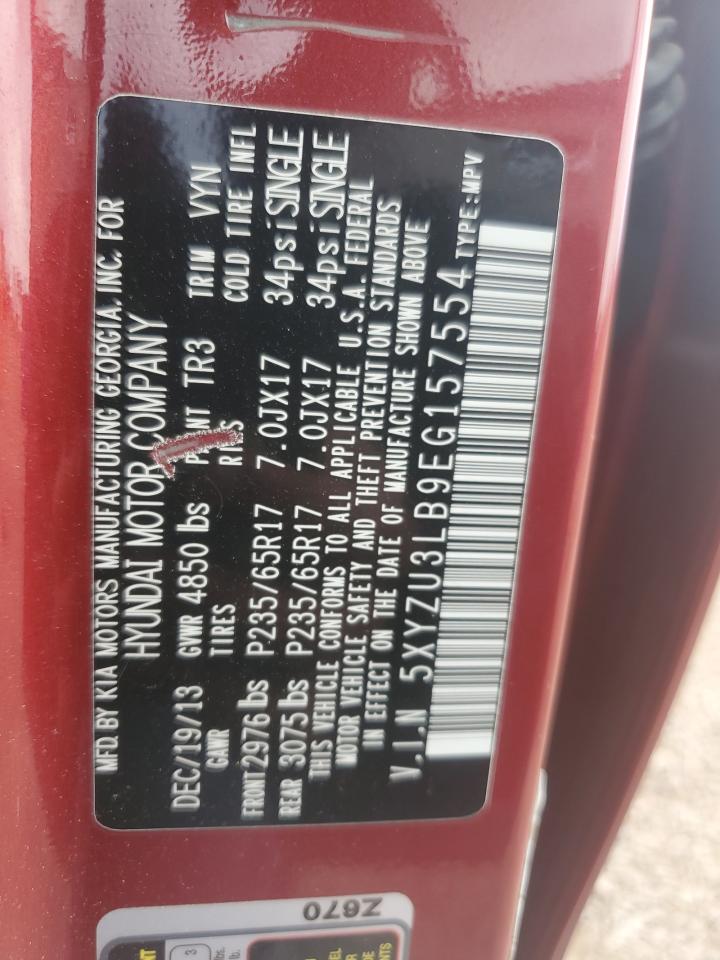 MFD. BY KIA MOTORS MANUFACTURING GEORGIA, INC. FOR
HYUNDAI MOTOR COMPANY
DEC/19/13 GVWR 4850 lbs PAINT TR3 TRIM VYN
GAWR TIRES RIMS COLD TIRE INFL
FRONT 2976 lbs P235/65R17 7.0JX17 34psi SINGLE
REAR 3075 lbs P235/65R17 7.0JX17 34psi SINGLE
THIS VEHICLE CONFORMS TO ALL APPLICABLE U.S.A. FEDERAL
MOTOR VEHICLE SAFETY AND THEFT PREVENTION STANDARDS
IN EFFECT ON THE DATE OF MANUFACTURE SHOWN ABOVE
V.I.N 5XYZU3LB9EG157554 TYPE:MPV
Z670
3